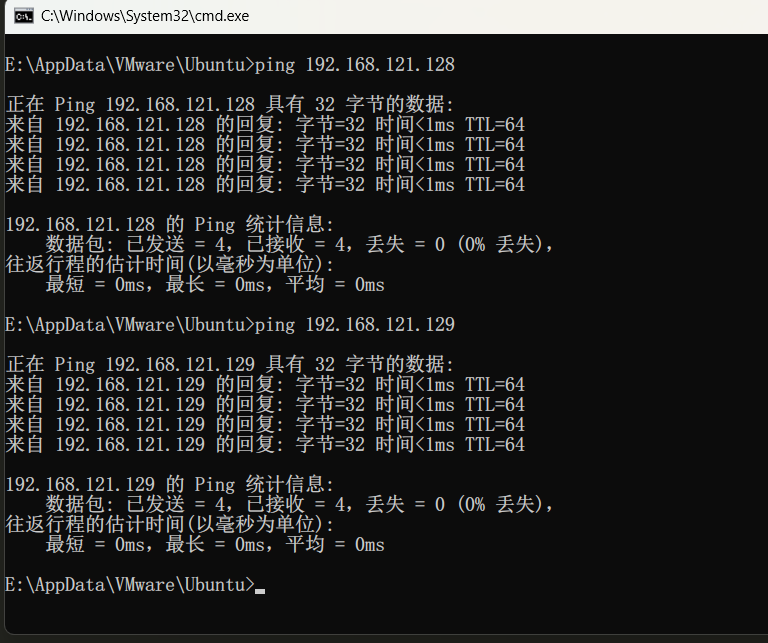 C:\Windows\System32\cmd.exe
E:\AppData\VMware\Ubuntu>ping 192.168.121.128
正在 Ping 192.168.121.128 具有 32 字节的数据:
来自 192.168.121.128 的回复: 字节=32 时间<1ms TTL=64
来自 192.168.121.128 的回复: 字节=32 时间<1ms TTL=64
来自 192.168.121.128 的回复: 字节=32 时间<1ms TTL=64
来自 192.168.121.128 的回复: 字节=32 时间<1ms TTL=64
192.168.121.128 的 Ping 统计信息:
数据包: 已发送 = 4，已接收 = 4，丢失 = 0 (0% 丢失)，
往返行程的估计时间(以毫秒为单位):
最短 = 0ms，最长 = 0ms，平均 = 0ms
E:\AppData\VMware\Ubuntu>ping 192.168.121.129
正在 Ping 192.168.121.129 具有 32 字节的数据:
来自 192.168.121.129 的回复: 字节=32 时间<1ms TTL=64
来自 192.168.121.129 的回复: 字节=32 时间<1ms TTL=64
来自 192.168.121.129 的回复: 字节=32 时间<1ms TTL=64
来自 192.168.121.129 的回复: 字节=32 时间<1ms TTL=64
192.168.121.129 的 Ping 统计信息:
数据包: 已发送 = 4，已接收 = 4，丢失 = 0 (0% 丢失)，
往返行程的估计时间(以毫秒为单位):
最短 = 0ms，最长 = 0ms，平均 = 0ms
E:\AppData\VMware\Ubuntu>